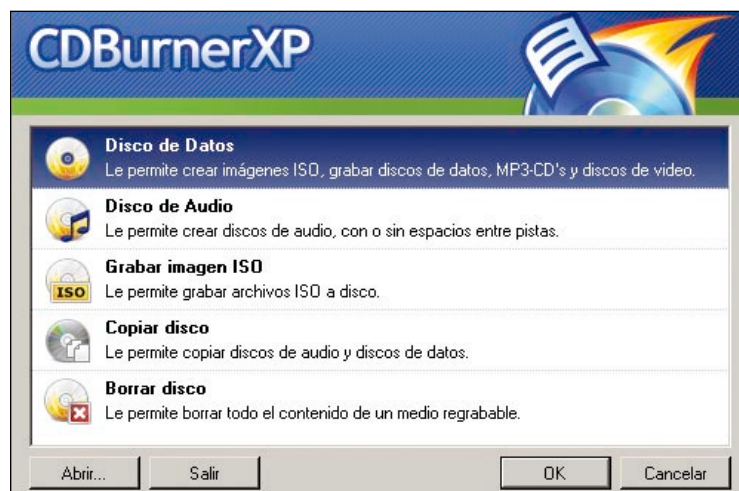 CDBurnerXP
Disco de Datos
Le permite crear imágenes ISO, grabar discos de datos, MP3-CD's y discos de video.
Disco de Audio
Le permite crear discos de audio, con o sin espacios entre pistas.
Grabar imagen ISO
ISO
Le permite grabar archivos ISO a disco.
Copiar disco
Le permite copiar discos de audio y discos de datos.
Borrar disco
Le permite borrar todo el contenido de un medio regrabable.
Abrir... Salir OK Cancelar